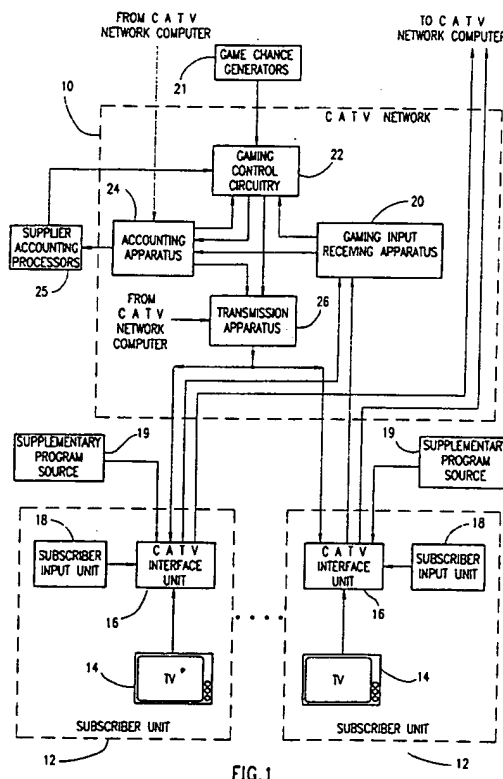 FROM C A T V
NETWORK COMPUTER
TO C A T V
NETWORK COMPUTER
GAME CHANCE
GENERATORS
21
10
C A T V NETWORK
GAMING
CONTROL
CIRCUITRY
22
24
20
SUPPLIER
ACCOUNTING
PROCESSORS
25
ACCOUNTING
APPARATUS
GAMING INPUT
RECEIVING APPARATUS
FROM
C A T V
NETWORK
COMPUTER
TRANSMISSION
APPARATUS
26
19
SUPPLEMENTARY
PROGRAM
SOURCE
19
SUPPLEMENTARY
PROGRAM
SOURCE
18
SUBSCRIBER
INPUT UNIT
C A T V
INTERFACE
UNIT
16
14
TV
SUBSCRIBER UNIT
12
C A T V
INTERFACE
UNIT
16
18
SUBSCRIBER
INPUT UNIT
TV
14
SUBSCRIBER UNIT
12
FIG.1